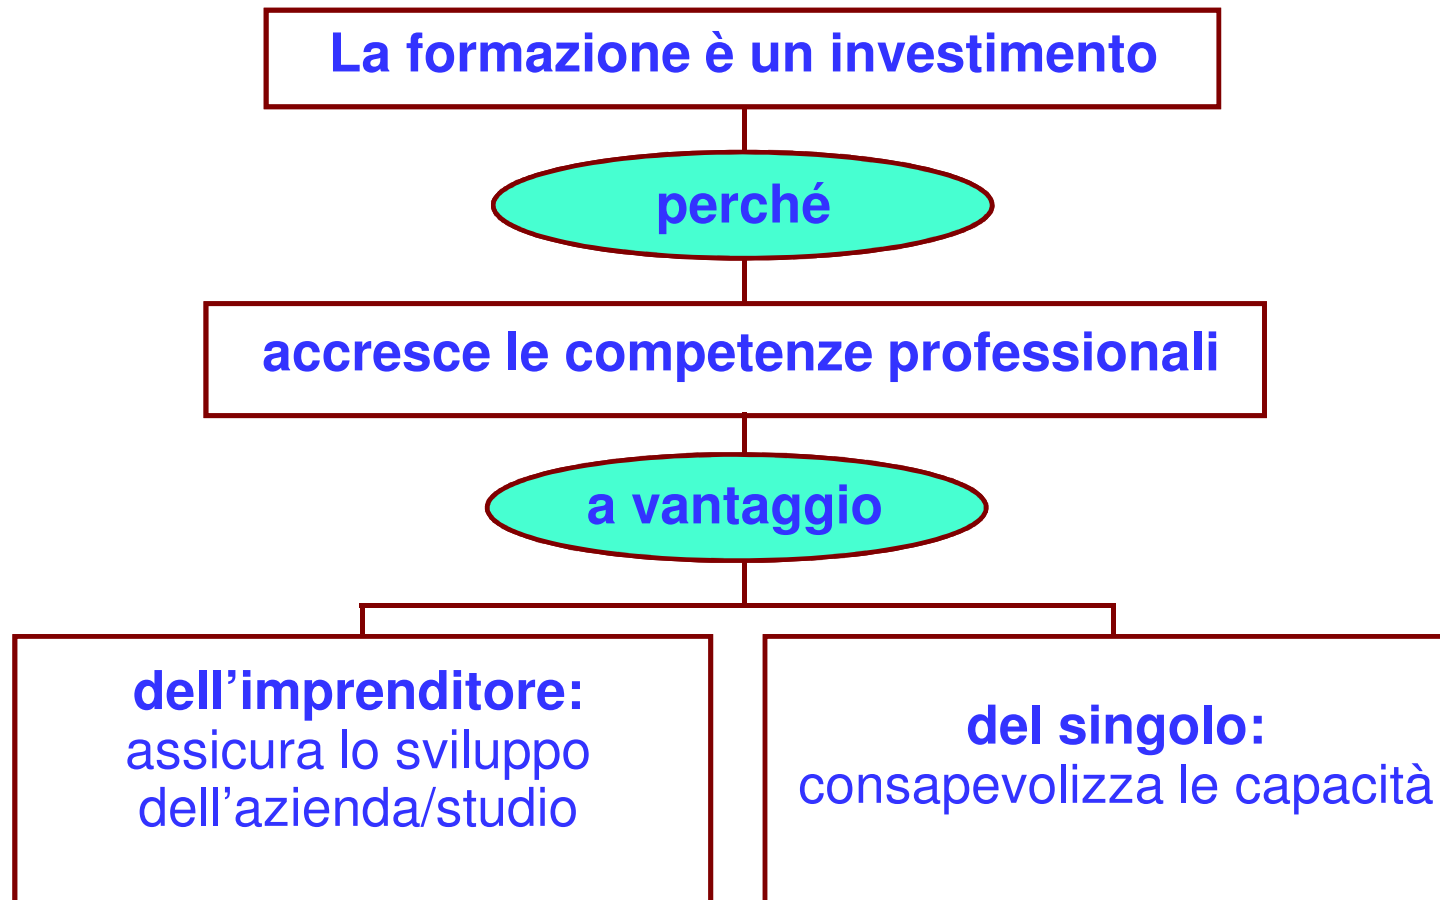 La formazione è un investimento
perché
accresce le competenze professionali
a vantaggio
dell’imprenditore:
assicura lo sviluppo
dell’azienda/studio
del singolo:
consapevolizza le capacità